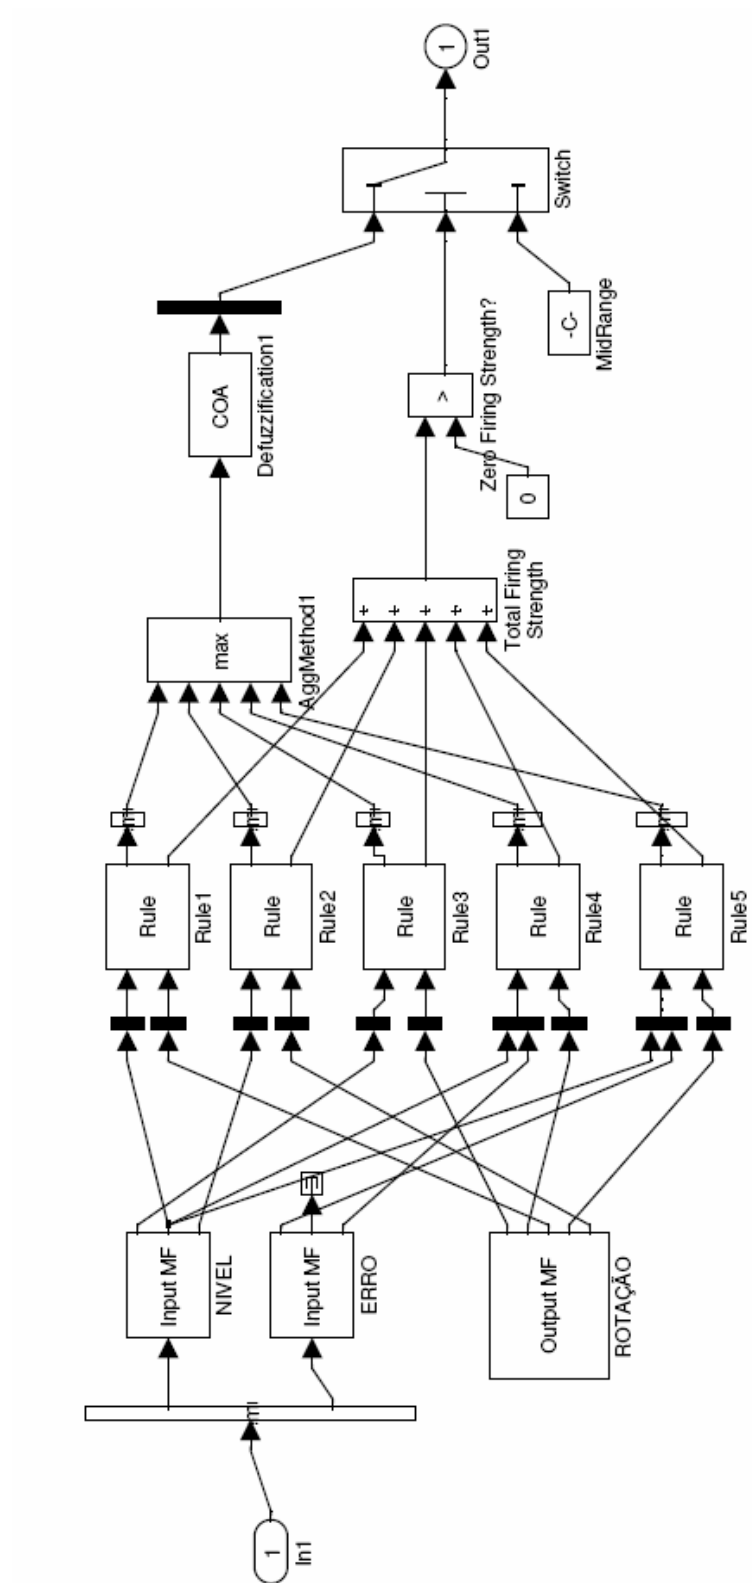 1
In1
Input MF
NIVEL
Input MF
ERRO
Output MF
ROTAÇÃO
Rule
Rule1
Rule
Rule2
Rule
Rule3
Rule
Rule4
Rule
Rule5
max
AggMethod1
+
+
+
+
+
Total Firing
Strength
COA
Defuzzification1
0
>
Zero Firing Strength?
-C-
MidRange
Switch
1
Out1